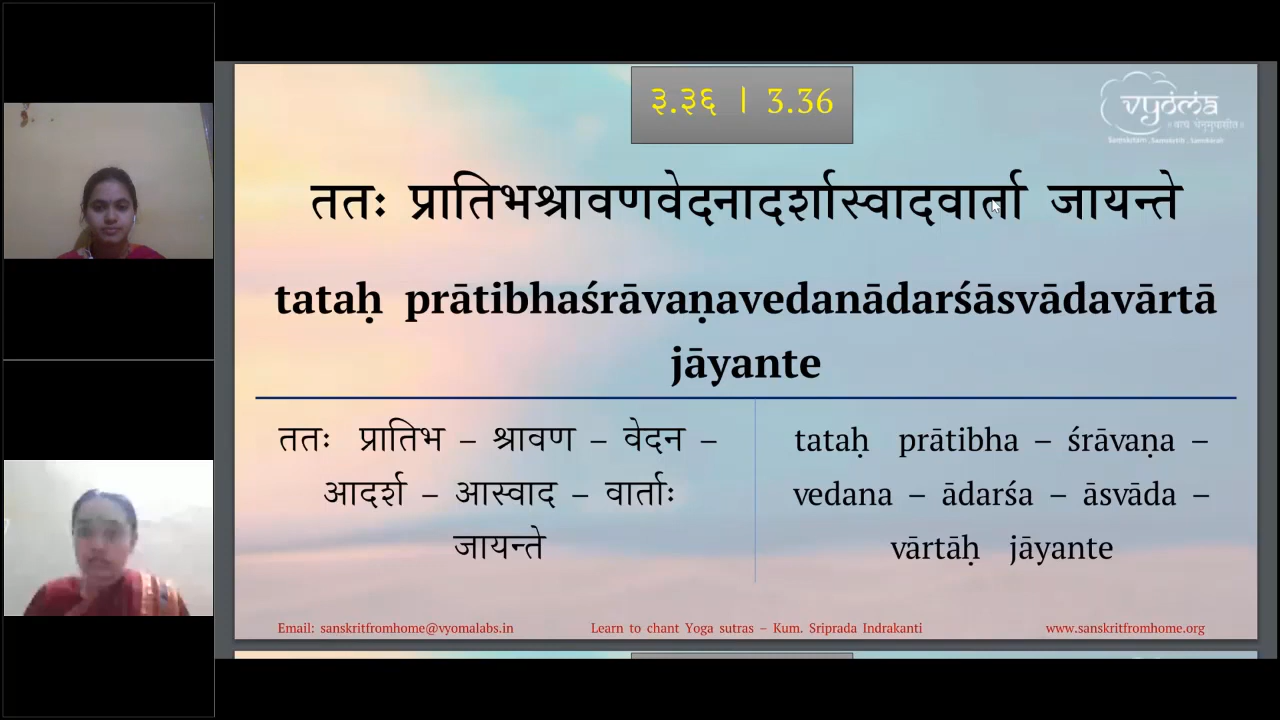 ३.३६ । 3.36
vyoma
ततः प्रातिभश्रावणवेदनादर्शास्वादवार्ता जायन्ते
tataḥ prātibhaśrāvaṇavedanādarśāsvādavārtā
jāyante
ततः प्रातिभ – श्रावण – वेदन –
आदर्श – आस्वाद – वार्ताः
जायन्ते
tataḥ prātibha – śrāvaṇa –
vedana – ādarśa – āsvāda –
vārtāḥ jāyante
Email: sanskritfromhome@vyomalabs.in
Learn to chant Yoga sutras – Kum. Sriprada Indrakanti
www.sanskritfromhome.org